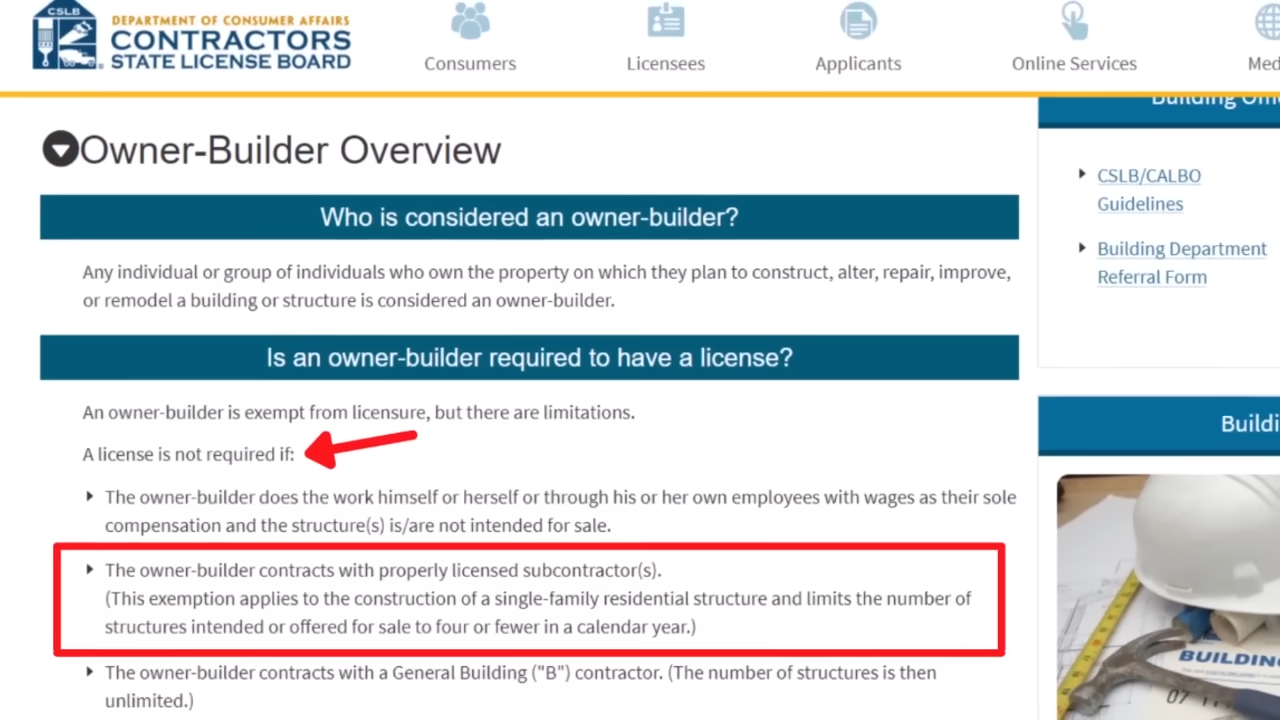 CSLB
DEPARTMENT OF CONSUMER AFFAIRS
CONTRACTORS
STATE LICENSE BOARD
Consumers
Licensees
Applicants
Online Services
Owner-Builder Overview
Who is considered an owner-builder?
Any individual or group of individuals who own the property on which they plan to construct, alter, repair, improve,
or remodel a building or structure is considered an owner-builder.
Is an owner-builder required to have a license?
An owner-builder is exempt from licensure, but there are limitations.
A license is not required if:
The owner-builder does the work himself or herself or through his or her own employees with wages as their sole
compensation and the structure(s) is/are not intended for sale.
The owner-builder contracts with properly licensed subcontractor(s).
(This exemption applies to the construction of a single-family residential structure and limits the number of
structures intended or offered for sale to four or fewer in a calendar year.)
The owner-builder contracts with a General Building ("B") contractor. (The number of structures is then
unlimited.)
Building
CSLB/CALBO
Guidelines
Building Department
Referral Form
07